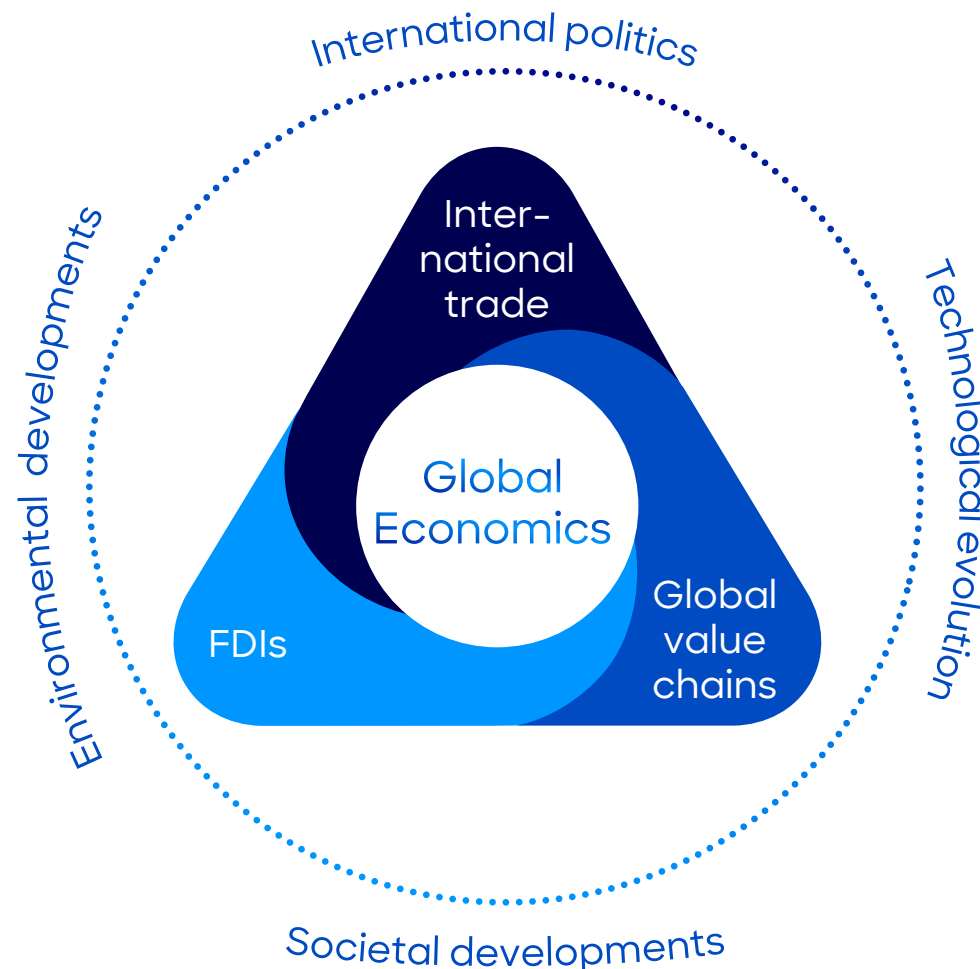 International politics
Environmental developments
Technological evolution
Inter-
national
trade
Global
Economics
FDIs
Global
value
chains
Societal developments